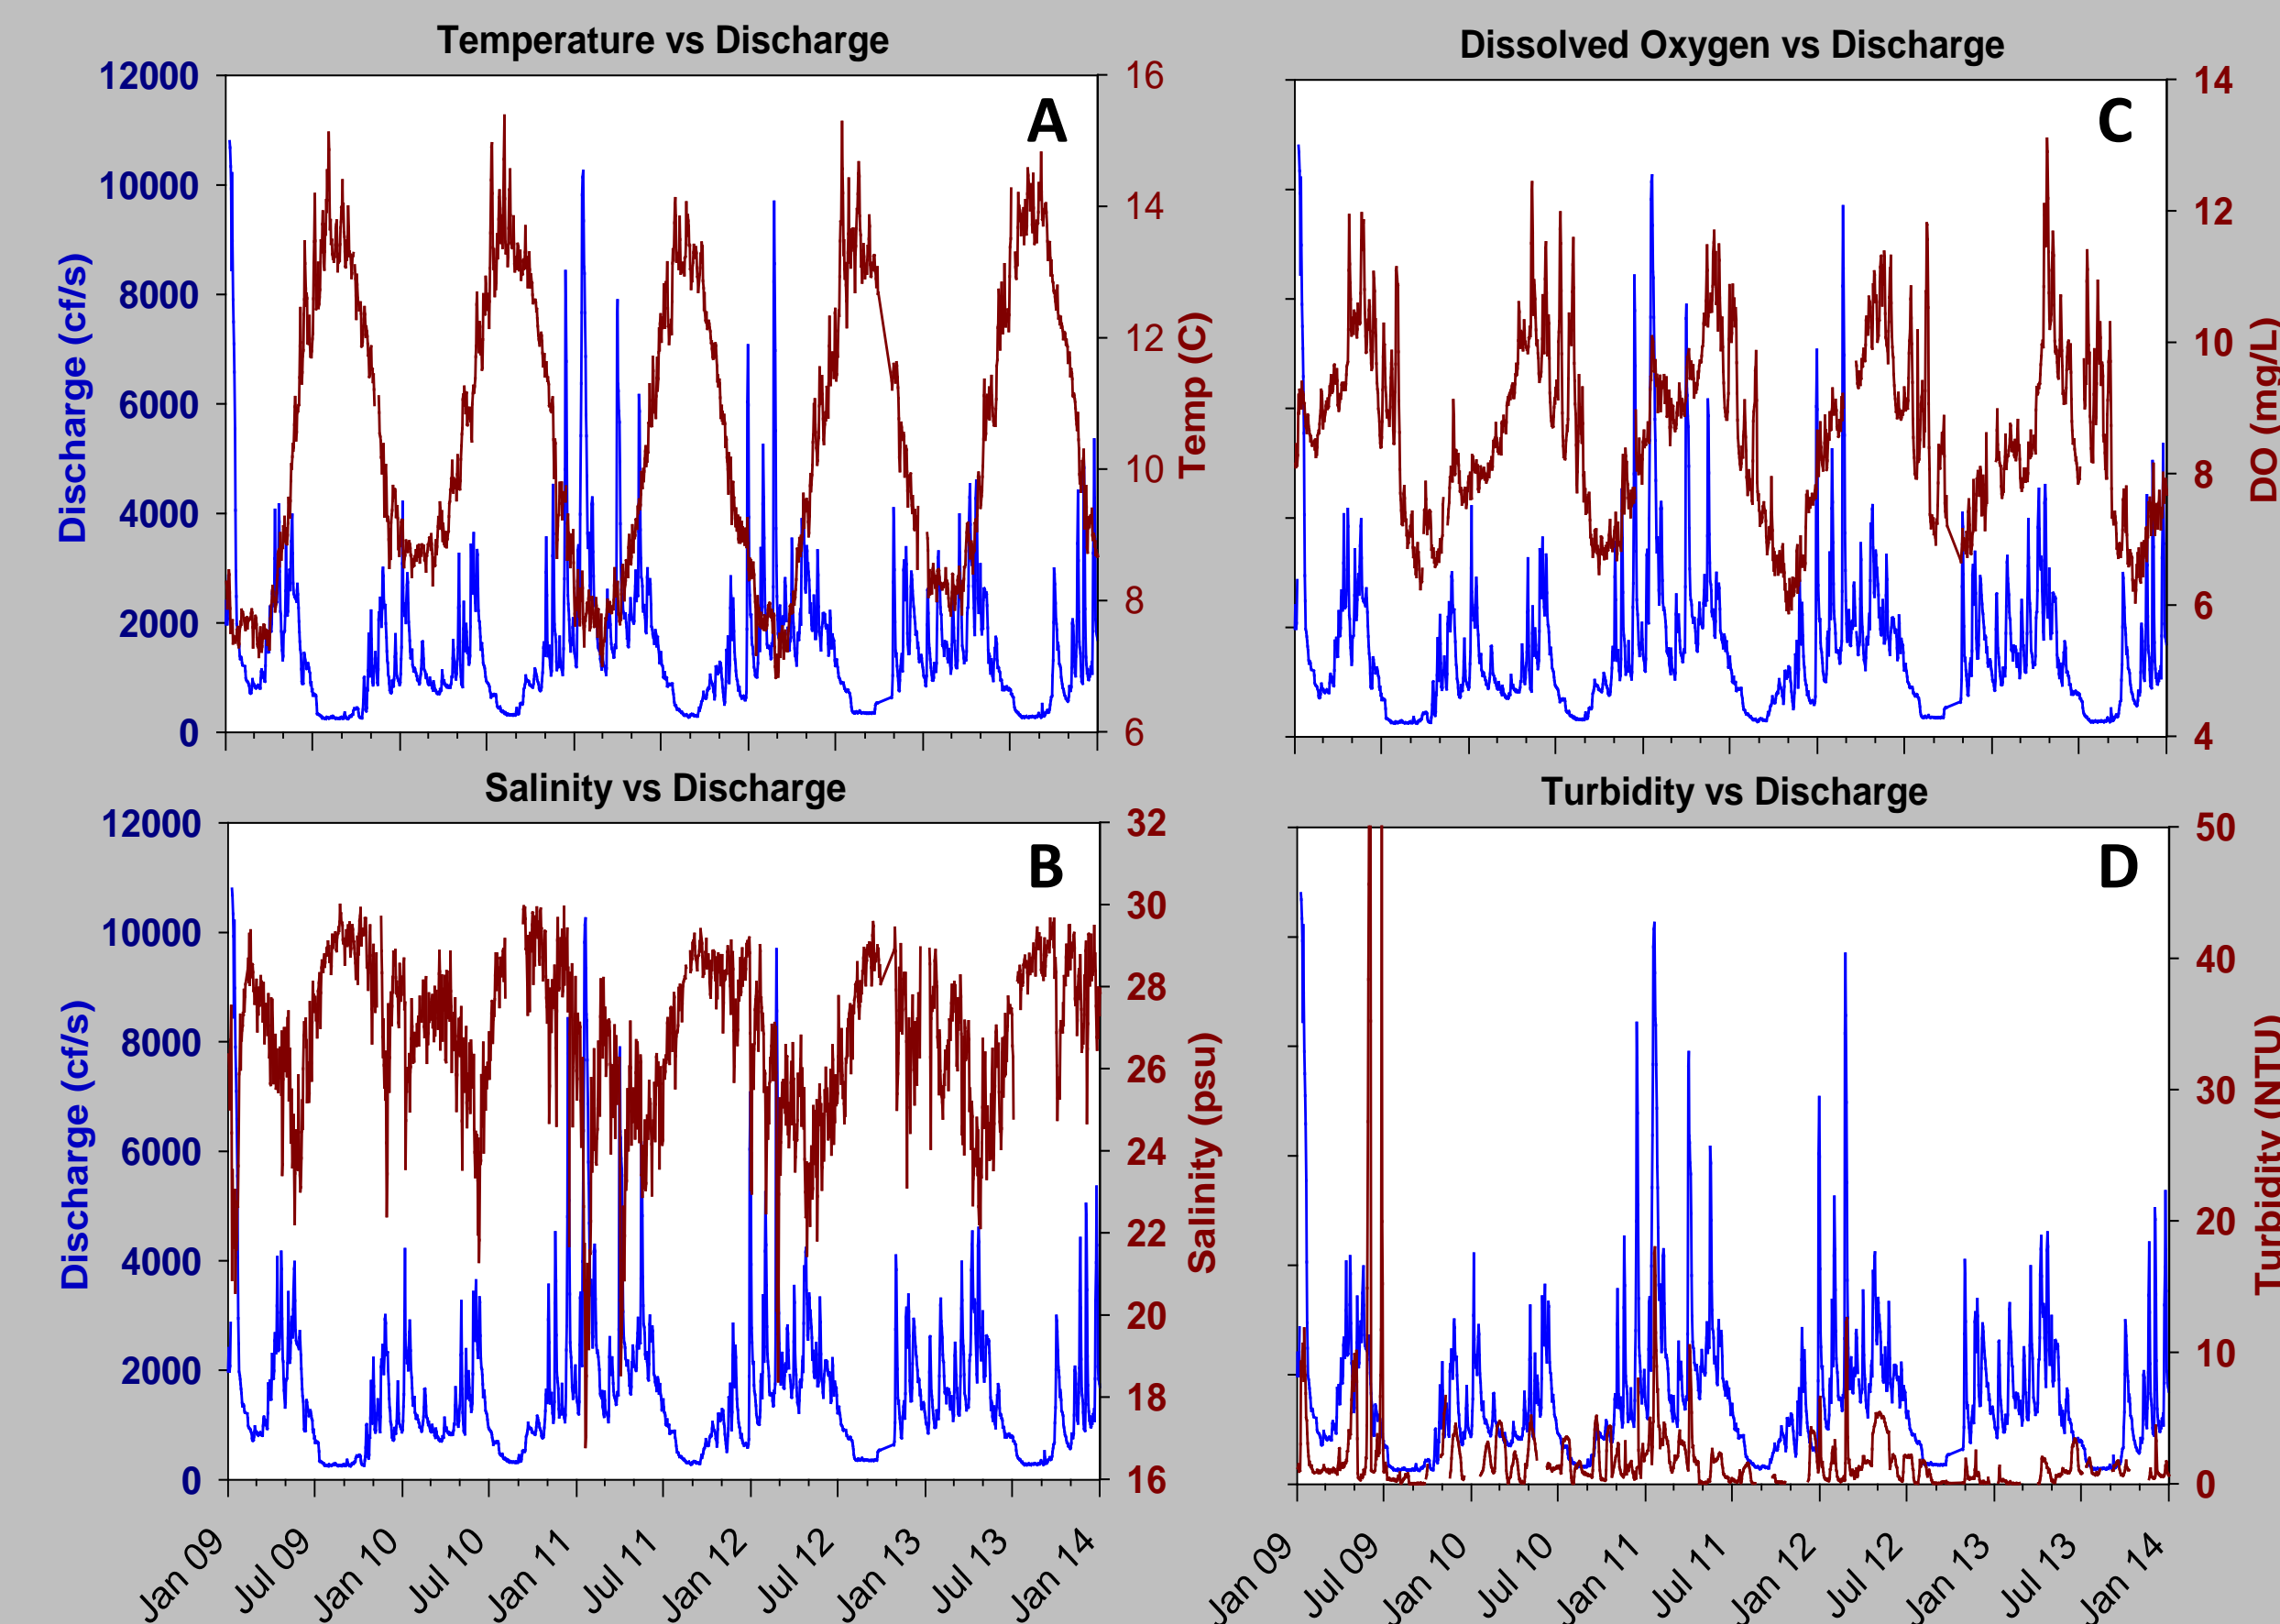 Temperature vs Discharge
12000
10000
8000
6000
4000
2000
0
Discharge (cf/s)
A
16
14
12
10
8
6
Temp (C)
Dissolved Oxygen vs Discharge
C
14
12
10
8
6
4
DO (mg/L)
Salinity vs Discharge
12000
10000
8000
6000
4000
2000
0
Discharge (cf/s)
B
32
30
28
26
24
22
20
18
16
Salinity (psu)
Jan 09
Jul 09
Jan 10
Jul 10
Jan 11
Jul 11
Jan 12
Jul 12
Jan 13
Jul 13
Jan 14
Turbidity vs Discharge
D
50
40
30
20
10
0
Turbidity (NTU)
Jan 09
Jul 09
Jan 10
Jul 10
Jan 11
Jul 11
Jan 12
Jul 12
Jan 13
Jul 13
Jan 14